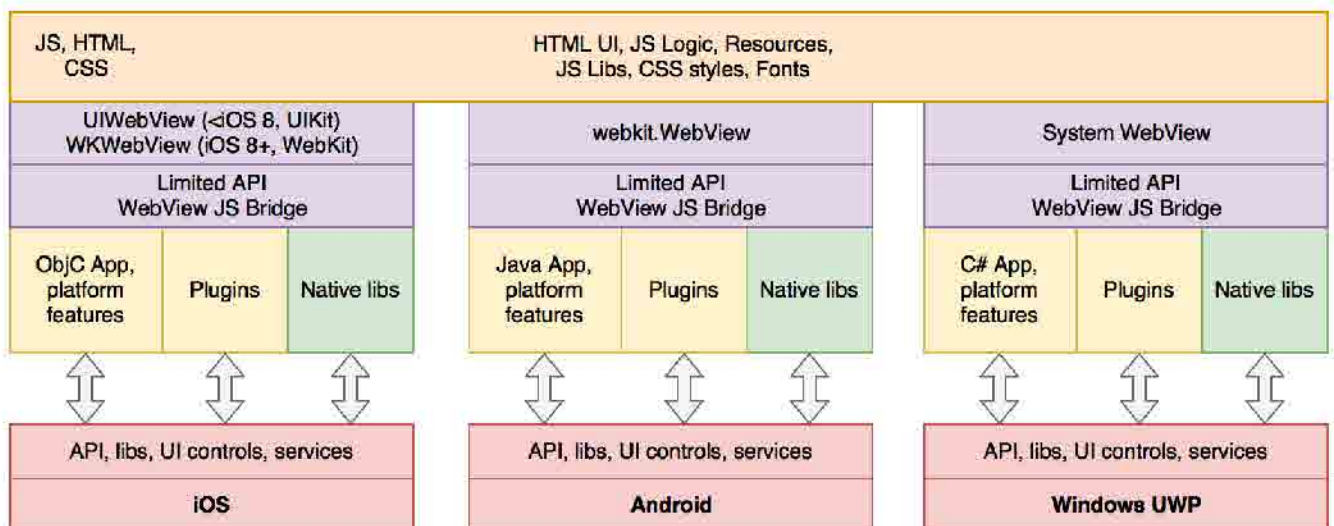 JS, HTML,
CSS
HTML UI, JS Logic, Resources,
JS Libs, CSS styles, Fonts
UIWebView (<iOS 8, UIKit)
WKWebView (iOS 8+, WebKit)
Limited API
WebView JS Bridge
ObjC App,
platform
features
Plugins
Native libs
API, libs, UI controls, services
iOS
webkit.WebView
Limited API
WebView JS Bridge
Java App,
platform
features
Plugins
Native libs
API, libs, UI controls, services
Android
System WebView
Limited API
WebView JS Bridge
C# App,
platform
features
Plugins
Native libs
API, libs, UI controls, services
Windows UWP